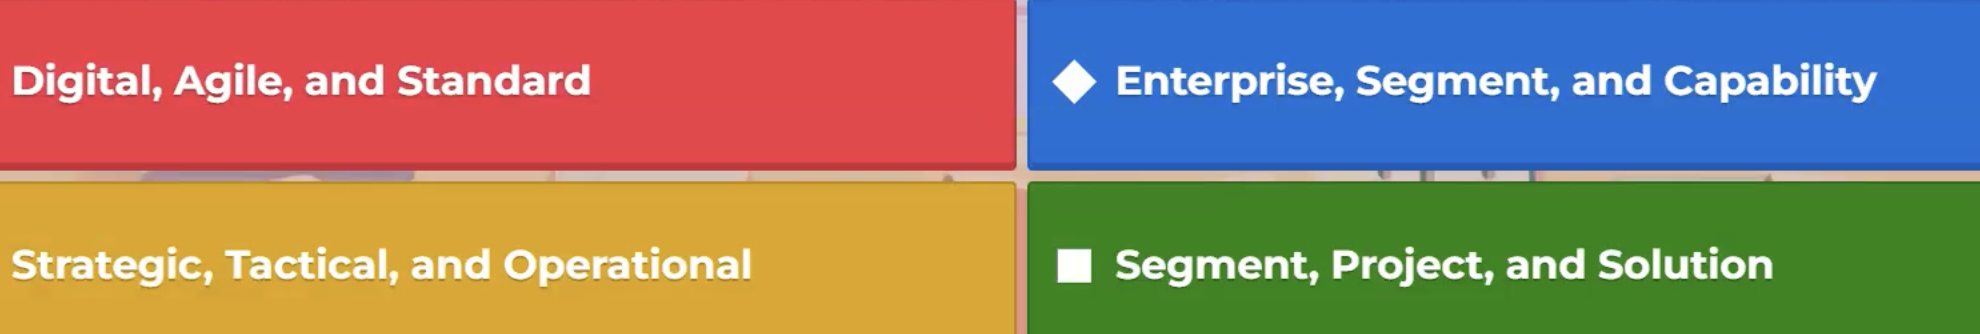 Digital, Agile, and Standard
Enterprise, Segment, and Capability
Strategic, Tactical, and Operational
Segment, Project, and Solution